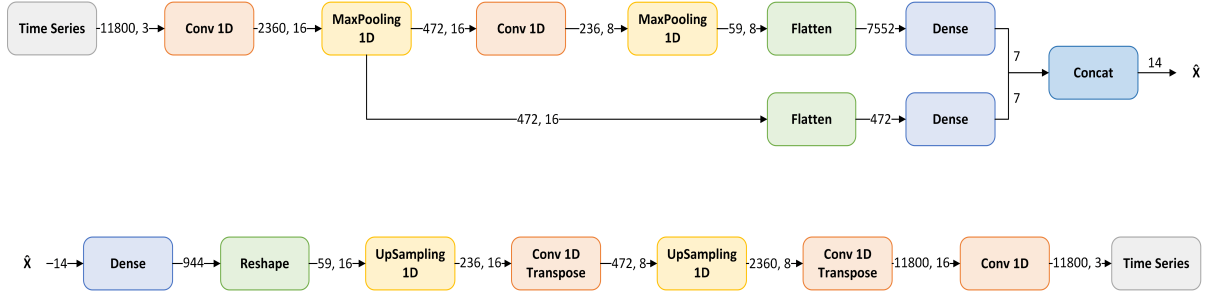 Time Series
11800, 3
Conv 1D
2360, 16
MaxPooling
1D
472, 16
Conv 1D
236, 8
MaxPooling
1D
59, 8
Flatten
7552
Dense
7
Concat
14
X̂
7
472, 16
Flatten
472
Dense
X̂
14
Dense
944
Reshape
59, 16
UpSampling
1D
236, 16
Conv 1D
Transpose
472, 8
UpSampling
1D
2360, 8
Conv 1D
Transpose
11800, 16
Conv 1D
11800, 3
Time Series